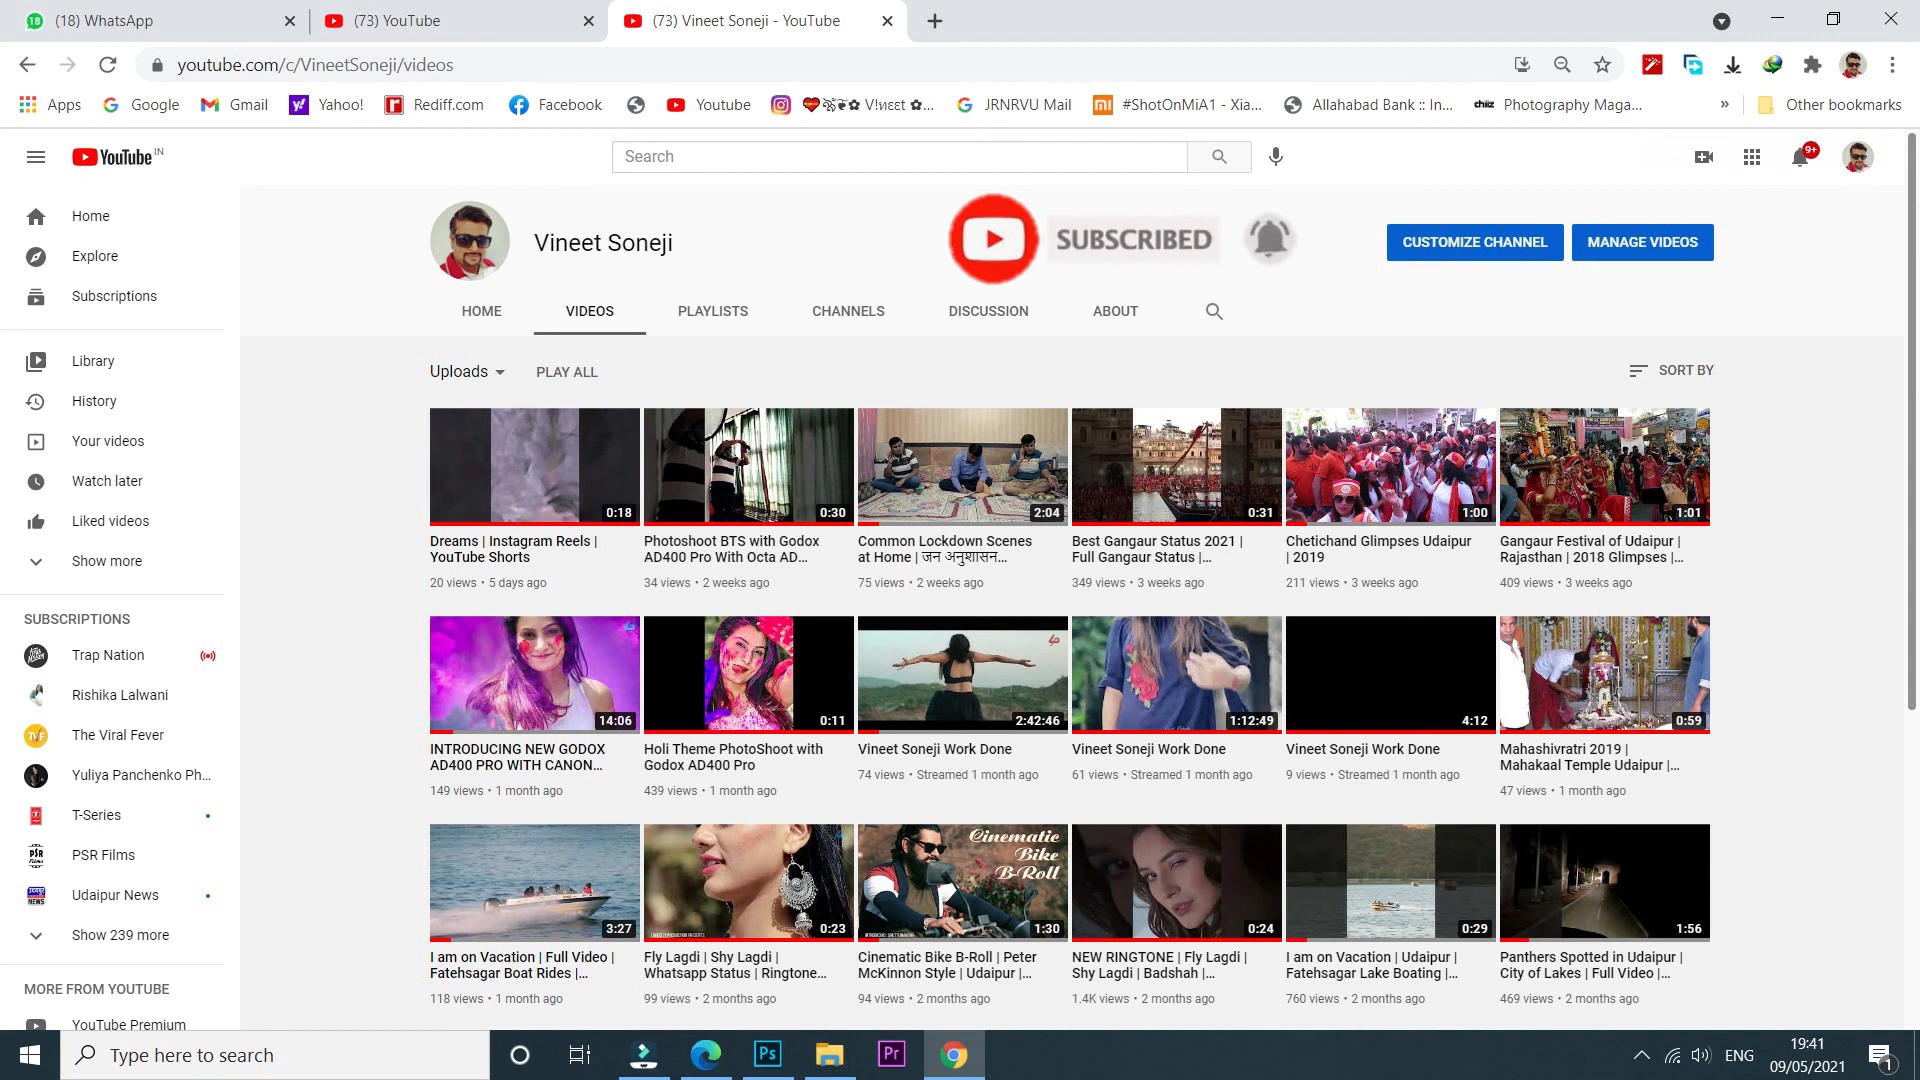 18
(18) WhatsApp
(73) YouTube
(73) Vineet Soneji - YouTube
youtube.com/c/VineetSoneji/videos
Apps
Google
Gmail
Yahoo!
Rediff.com
Facebook
Youtube
JRNRVU Mail
#ShotOnMiA1 - Xia...
Allahabad Bank :: In...
chiiz
Photography Maga...
»
Other bookmarks
YouTube IN
Search
9+
Home
Explore
Subscriptions
Library
History
Your videos
Watch later
Liked videos
Show more
SUBSCRIPTIONS
Trap Nation
Rishika Lalwani
The Viral Fever
Yuliya Panchenko Ph...
T-Series
PSR Films
Udaipur News
Show 239 more
MORE FROM YOUTUBE
YouTube Premium
Vineet Soneji
SUBSCRIBED
CUSTOMIZE CHANNEL
MANAGE VIDEOS
HOME
VIDEOS
PLAYLISTS
CHANNELS
DISCUSSION
ABOUT
Uploads
PLAY ALL
SORT BY
0:18
0:30
2:04
0:31
1:00
1:01
Dreams | Instagram Reels |
YouTube Shorts
20 views • 5 days ago
Photoshoot BTS with Godox
AD400 Pro With Octa AD...
34 views • 2 weeks ago
Common Lockdown Scenes
at Home | जन अनुशासन...
75 views • 2 weeks ago
Best Gangaur Status 2021 |
Full Gangaur Status |...
349 views • 3 weeks ago
Chetichand Glimpses Udaipur
| 2019
211 views • 3 weeks ago
Gangaur Festival of Udaipur |
Rajasthan | 2018 Glimpses |...
409 views • 3 weeks ago
14:06
0:11
2:42:46
1:12:49
4:12
0:59
INTRODUCING NEW GODOX
AD400 PRO WITH CANON...
149 views • 1 month ago
Holi Theme PhotoShoot with
Godox AD400 Pro
439 views • 1 month ago
Vineet Soneji Work Done
74 views • Streamed 1 month ago
Vineet Soneji Work Done
61 views • Streamed 1 month ago
Vineet Soneji Work Done
9 views • Streamed 1 month ago
Mahashivratri 2019 |
Mahakaal Temple Udaipur |...
47 views • 1 month ago
3:27
0:23
Cinematic
Bike
B-Roll
1:30
0:24
0:29
1:56
I am on Vacation | Full Video |
Fatehsagar Boat Rides |...
118 views • 1 month ago
Fly Lagdi | Shy Lagdi |
Whatsapp Status | Ringtone...
99 views • 2 months ago
Cinematic Bike B-Roll | Peter
McKinnon Style | Udaipur |...
94 views • 2 months ago
NEW RINGTONE | Fly Lagdi |
Shy Lagdi | Badshah |...
1.4K views • 2 months ago
I am on Vacation | Udaipur |
Fatehsagar Lake Boating |...
760 views • 2 months ago
Panthers Spotted in Udaipur |
City of Lakes | Full Video |...
469 views • 2 months ago
Type here to search
Ps
Pr
ENG
19:41
09/05/2021
1